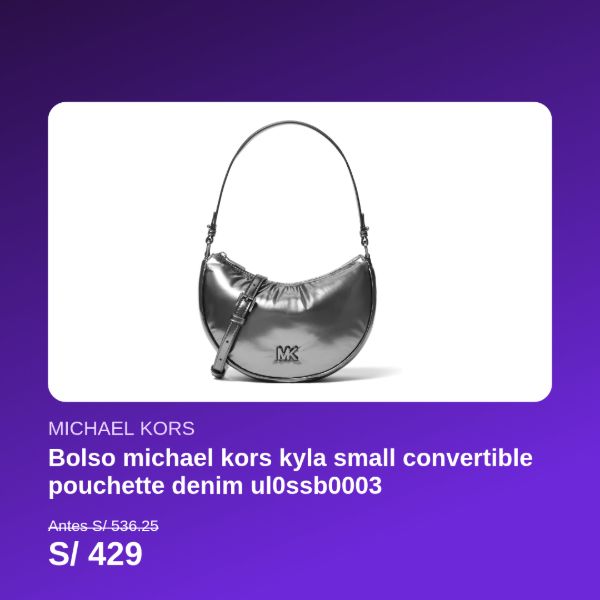 MK
MICHAEL KORS
Bolso michael kors kyla small convertible
pouchette denim ul0ssb0003
Antes S/ 536.25
S/ 429